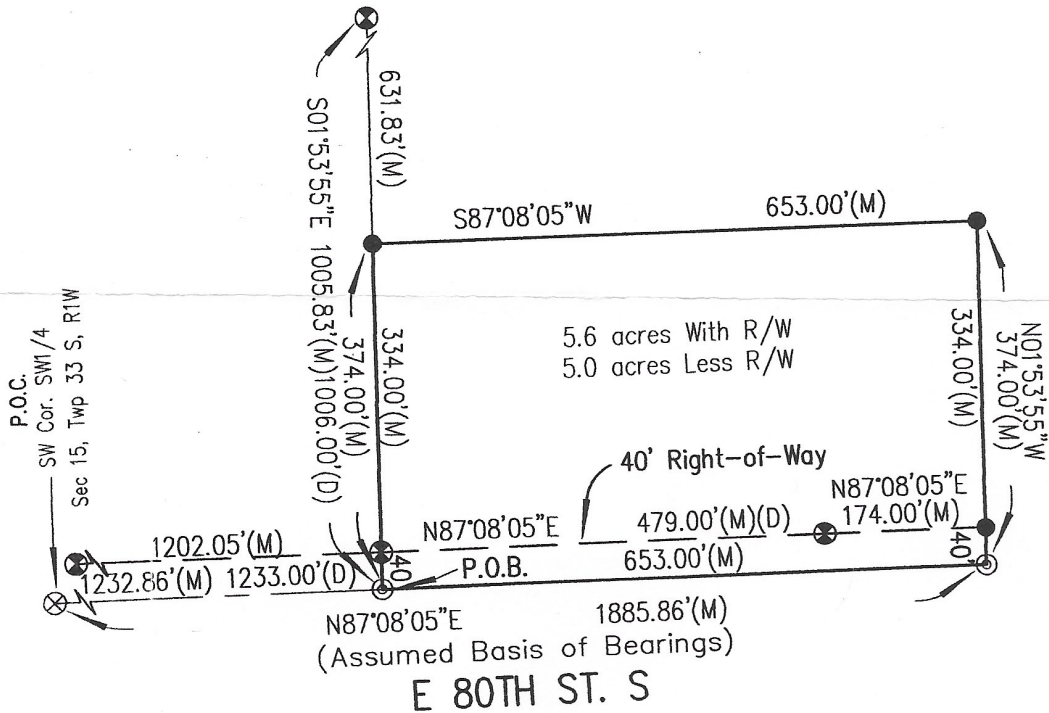 631.83'(M)
S01°53'55"E 1005.83'(M)1006.00'(D)
S87°08'05"W
653.00'(M)
374.00'(M)
334.00'(M)
5.6 acres With R/W
5.0 acres Less R/W
334.00'(M)
374.00'(M)
N01°53'55"W
P.O.C.
SW Cor. SW1/4
Sec 15, Twp 33 S, R1W
40' Right-of-Way
N87°08'05"E
N87°08'05"E
479.00'(M)(D)
174.00'(M)
1202.05'(M)
40'
653.00'(M)
40'
1232.86'(M) 1233.00'(D)
P.O.B.
N87°08'05"E
1885.86'(M)
(Assumed Basis of Bearings)
E 80TH ST. S